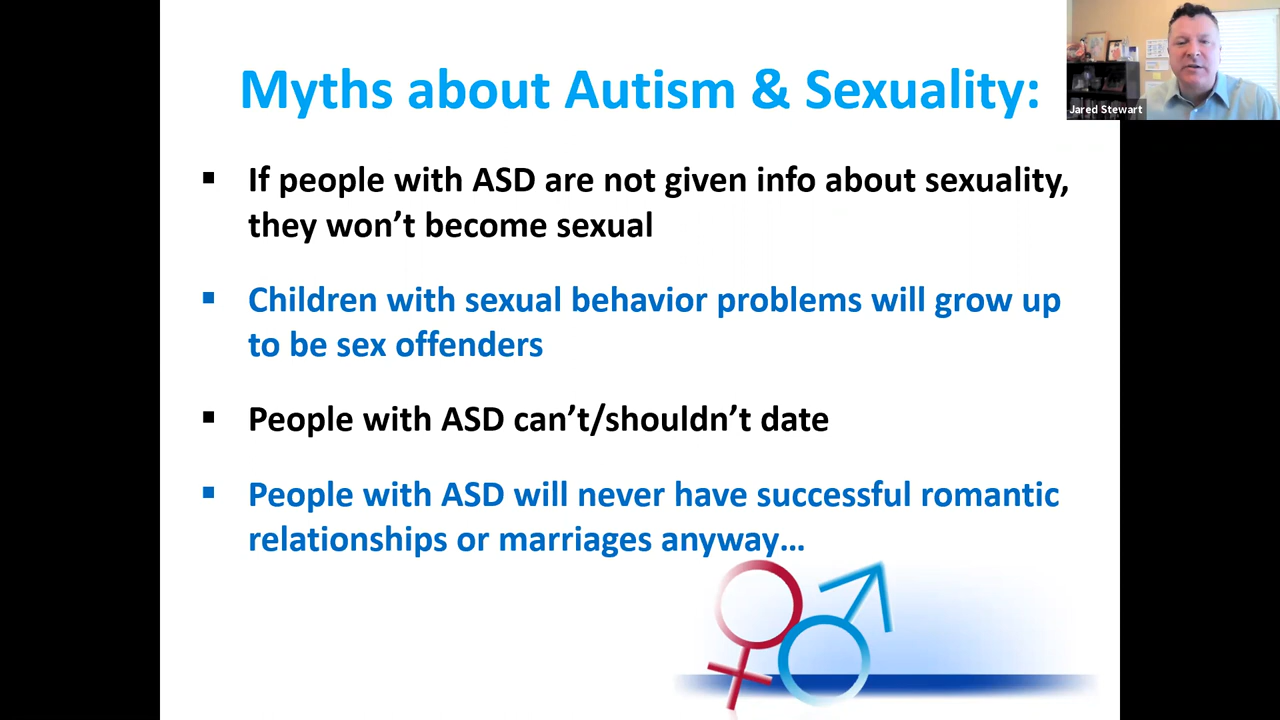 Myths about Autism & Sexuality:
Jared Stewart
▪ If people with ASD are not given info about sexuality,
they won’t become sexual
▪ Children with sexual behavior problems will grow up
to be sex offenders
▪ People with ASD can’t/shouldn’t date
▪ People with ASD will never have successful romantic
relationships or marriages anyway…